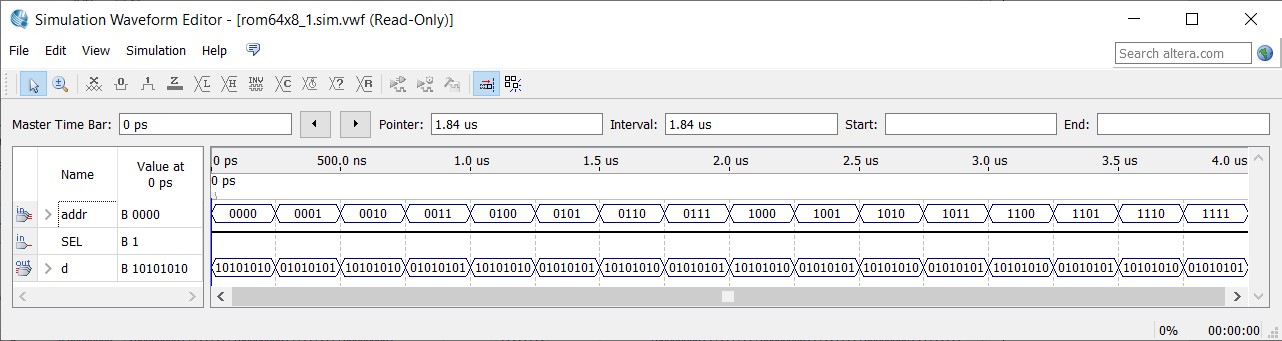 Simulation Waveform Editor - [rom64x8_1.sim.vwf (Read-Only)]
File Edit View Simulation Help
Search altera.com
Master Time Bar: 0 ps Pointer: 1.84 us Interval: 1.84 us Start: End:
Name Value at 0 ps
0 ps 500.0 ns 1.0 us 1.5 us 2.0 us 2.5 us 3.0 us 3.5 us 4.0 us
0 ps
in addr B 0000 0000 0001 0010 0011 0100 0101 0110 0111 1000 1001 1010 1011 1100 1101 1110 1111
in SEL B 1
out d B 10101010 10101010 01010101 10101010 01010101 10101010 01010101 10101010 01010101 10101010 01010101 10101010 01010101 10101010 01010101 10101010 01010101
0% 00:00:00